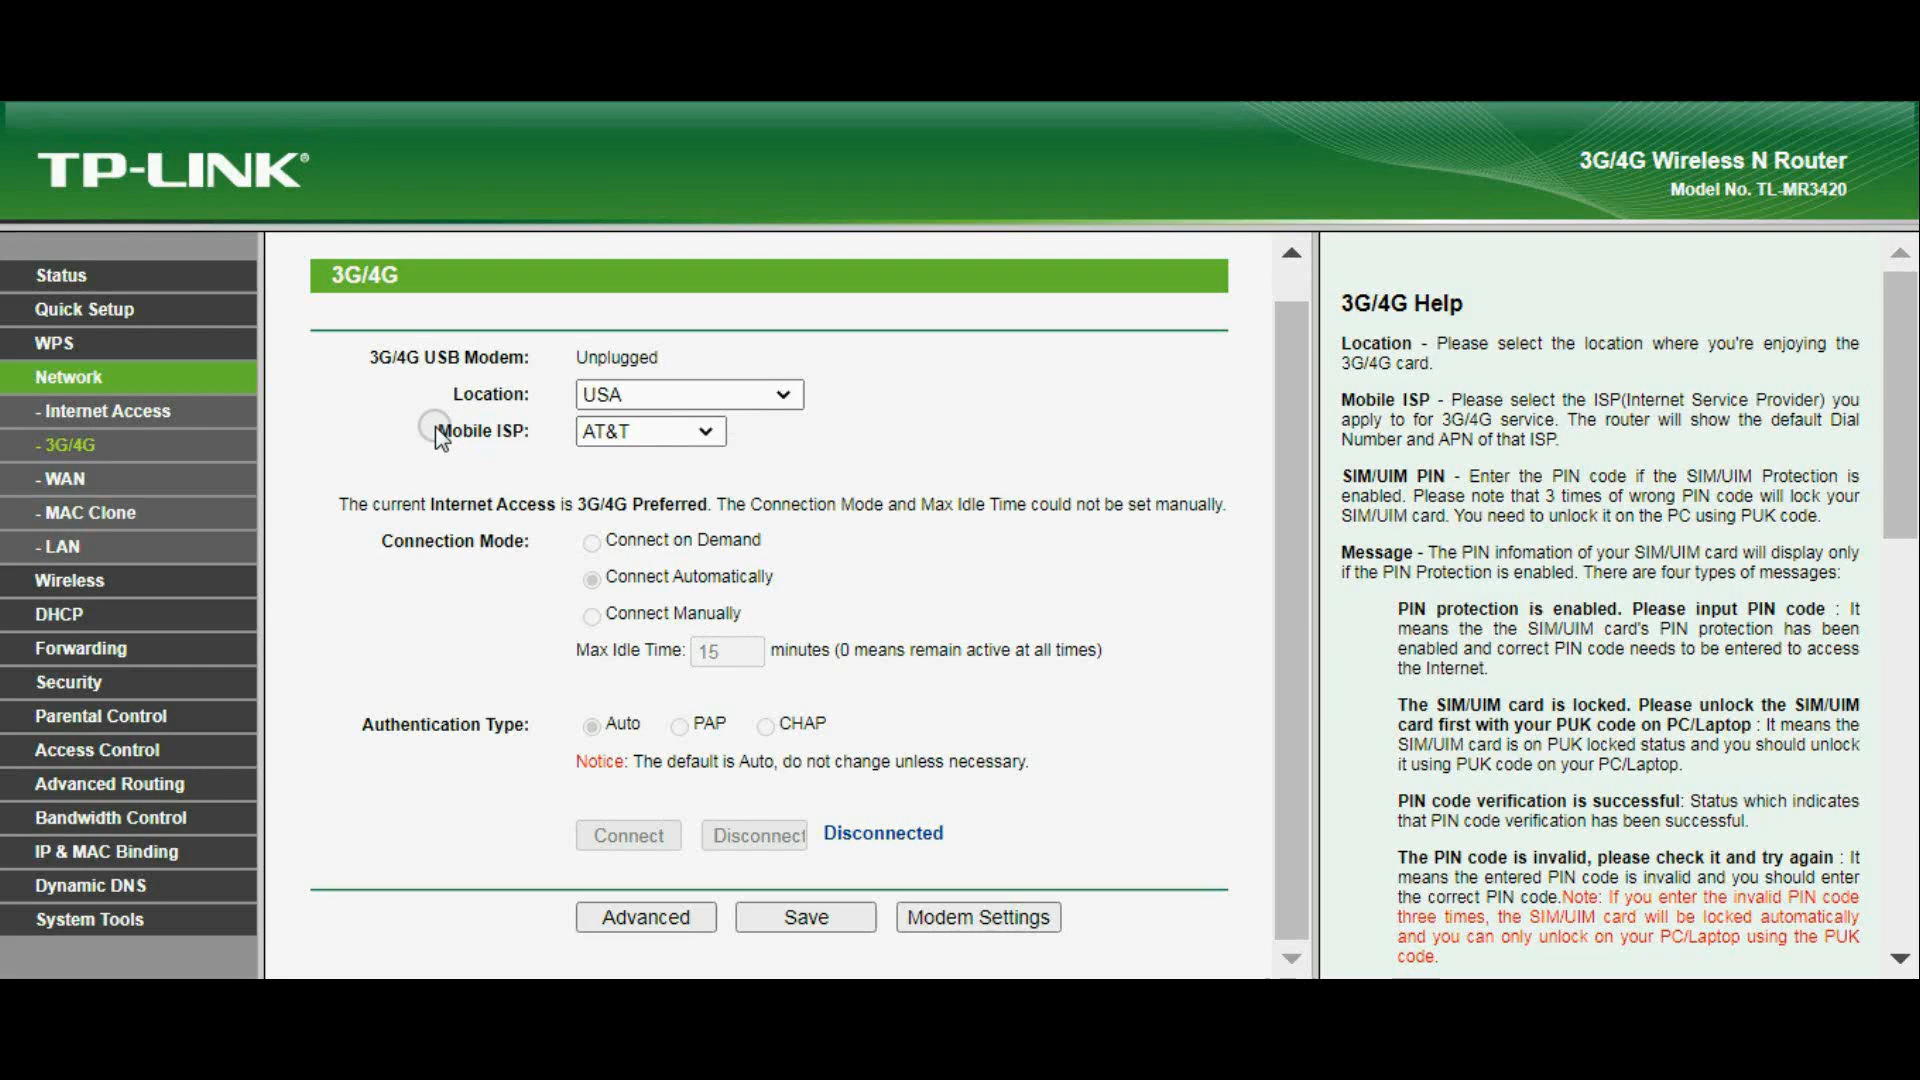 TP-LINK®
3G/4G Wireless N Router
Model No. TL-MR3420
Status
Quick Setup
WPS
Network
- Internet Access
- 3G/4G
- WAN
- MAC Clone
- LAN
Wireless
DHCP
Forwarding
Security
Parental Control
Access Control
Advanced Routing
Bandwidth Control
IP & MAC Binding
Dynamic DNS
System Tools
3G/4G
3G/4G USB Modem: Unplugged
Location: USA
Mobile ISP: AT&T
The current Internet Access is 3G/4G Preferred. The Connection Mode and Max Idle Time could not be set manually.
Connection Mode: Connect on Demand
Connect Automatically
Connect Manually
Max Idle Time: 15 minutes (0 means remain active at all times)
Authentication Type: Auto PAP CHAP
Notice: The default is Auto, do not change unless necessary.
Connect Disconnect Disconnected
Advanced Save Modem Settings
3G/4G Help
Location - Please select the location where you're enjoying the
3G/4G card.
Mobile ISP - Please select the ISP(Internet Service Provider) you
apply to for 3G/4G service. The router will show the default Dial
Number and APN of that ISP.
SIM/UIM PIN - Enter the PIN code if the SIM/UIM Protection is
enabled. Please note that 3 times of wrong PIN code will lock your
SIM/UIM card. You need to unlock it on the PC using PUK code.
Message - The PIN infomation of your SIM/UIM card will display only
if the PIN Protection is enabled. There are four types of messages:
PIN protection is enabled. Please input PIN code : It
means the the SIM/UIM card's PIN protection has been
enabled and correct PIN code needs to be entered to access
the Internet.
The SIM/UIM card is locked. Please unlock the SIM/UIM
card first with your PUK code on PC/Laptop : It means the
SIM/UIM card is on PUK locked status and you should unlock
it using PUK code on your PC/Laptop.
PIN code verification is successful: Status which indicates
that PIN code verification has been successful.
The PIN code is invalid, please check it and try again : It
means the entered PIN code is invalid and you should enter
the correct PIN code.Note: If you enter the invalid PIN code
three times, the SIM/UIM card will be locked automatically
and you can only unlock on your PC/Laptop using the PUK
code.